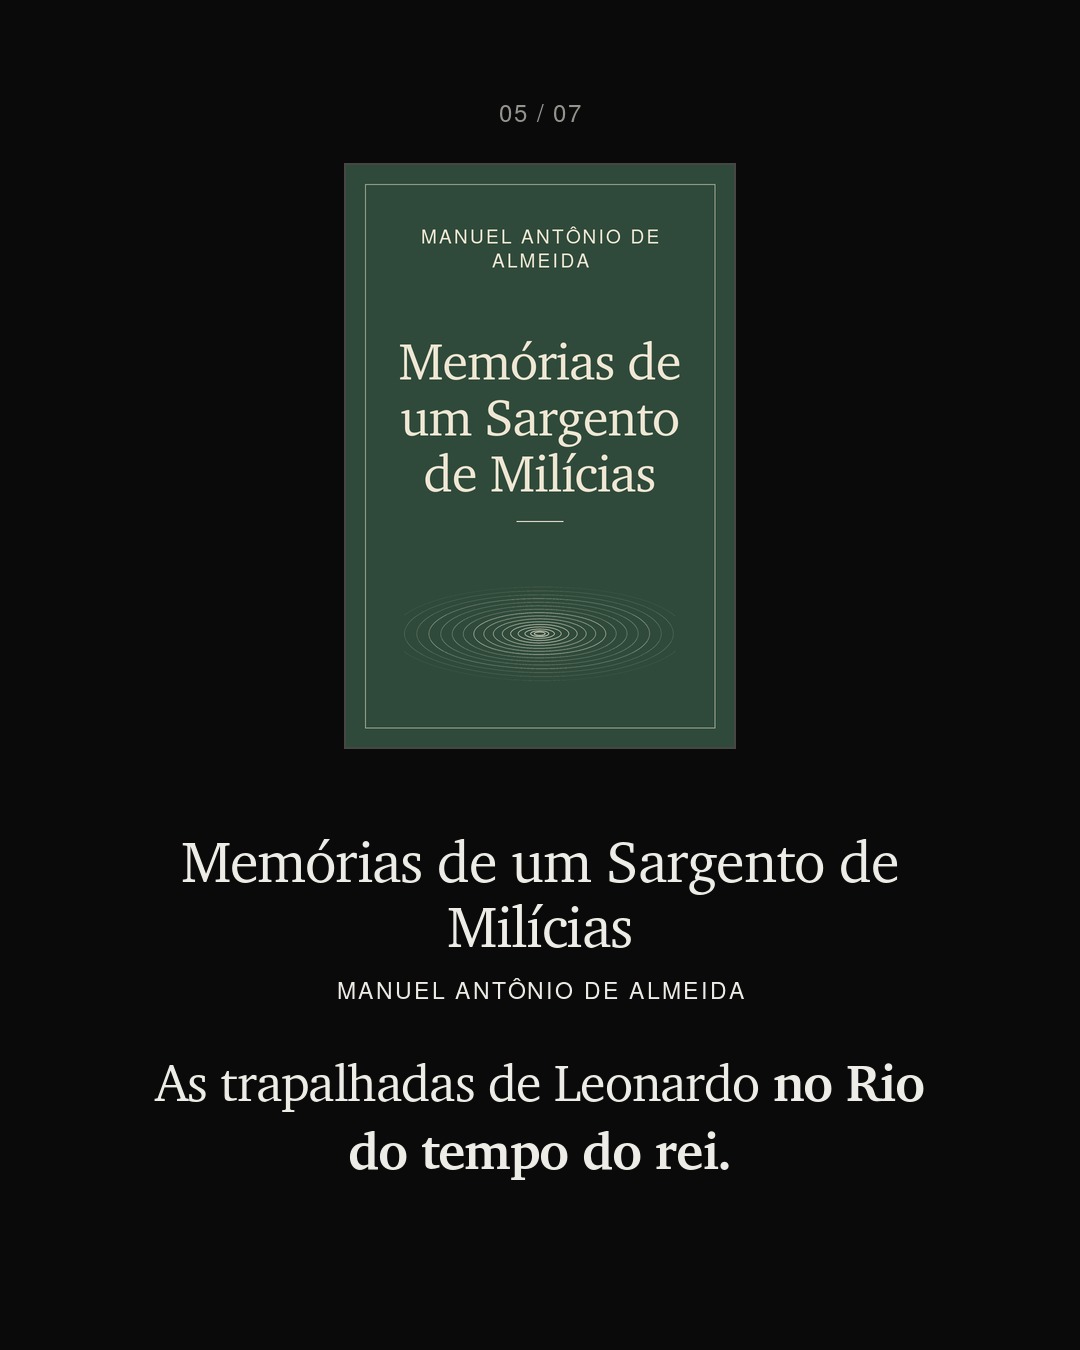 05 / 07
MANUEL ANTÔNIO DE
ALMEIDA
Memórias de
um Sargento
de Milícias
Memórias de um Sargento de
Milícias
MANUEL ANTÔNIO DE ALMEIDA
As trapalhadas de Leonardo no Rio
do tempo do rei.